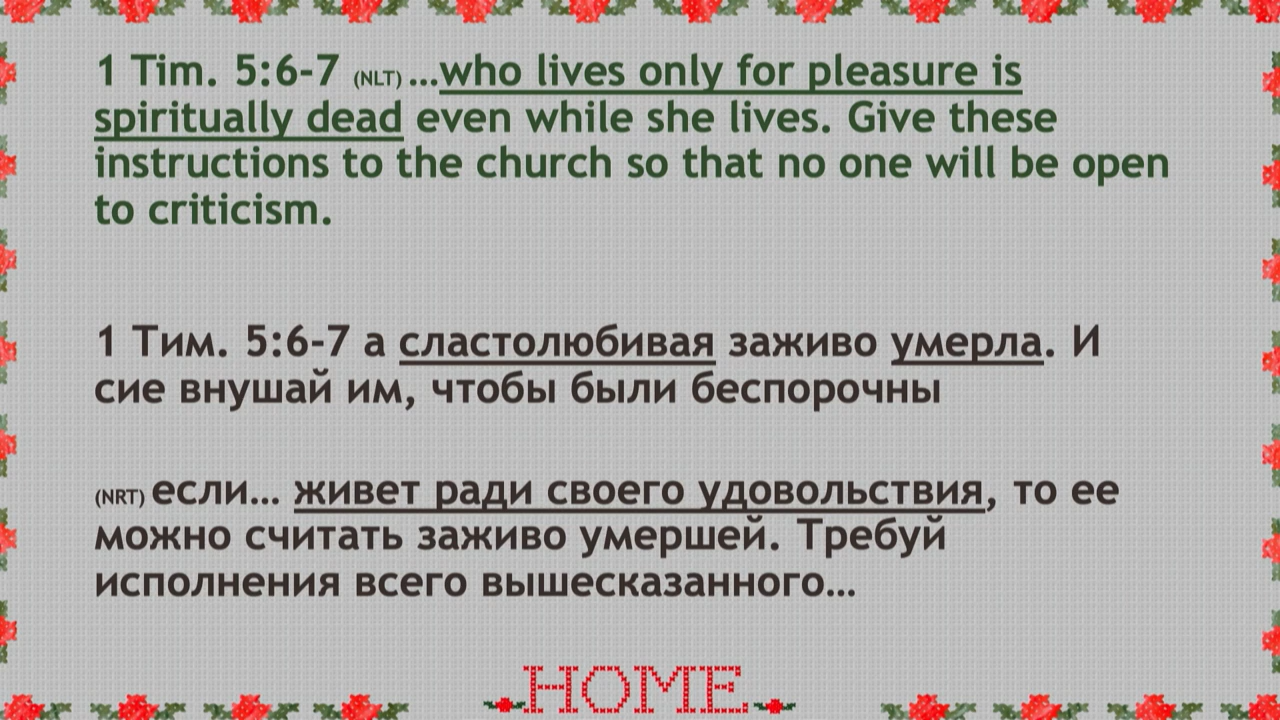 1 Tim. 5:6-7 (NLT) …who lives only for pleasure is
spiritually dead even while she lives. Give these
instructions to the church so that no one will be open
to criticism.
1 Тим. 5:6-7 а сластолюбивая заживо умерла. И
сие внушай им, чтобы были беспорочны
(NRT) если… живет ради своего удовольствия, то ее
можно считать заживо умершей. Требуй
исполнения всего вышесказанного…
HOME